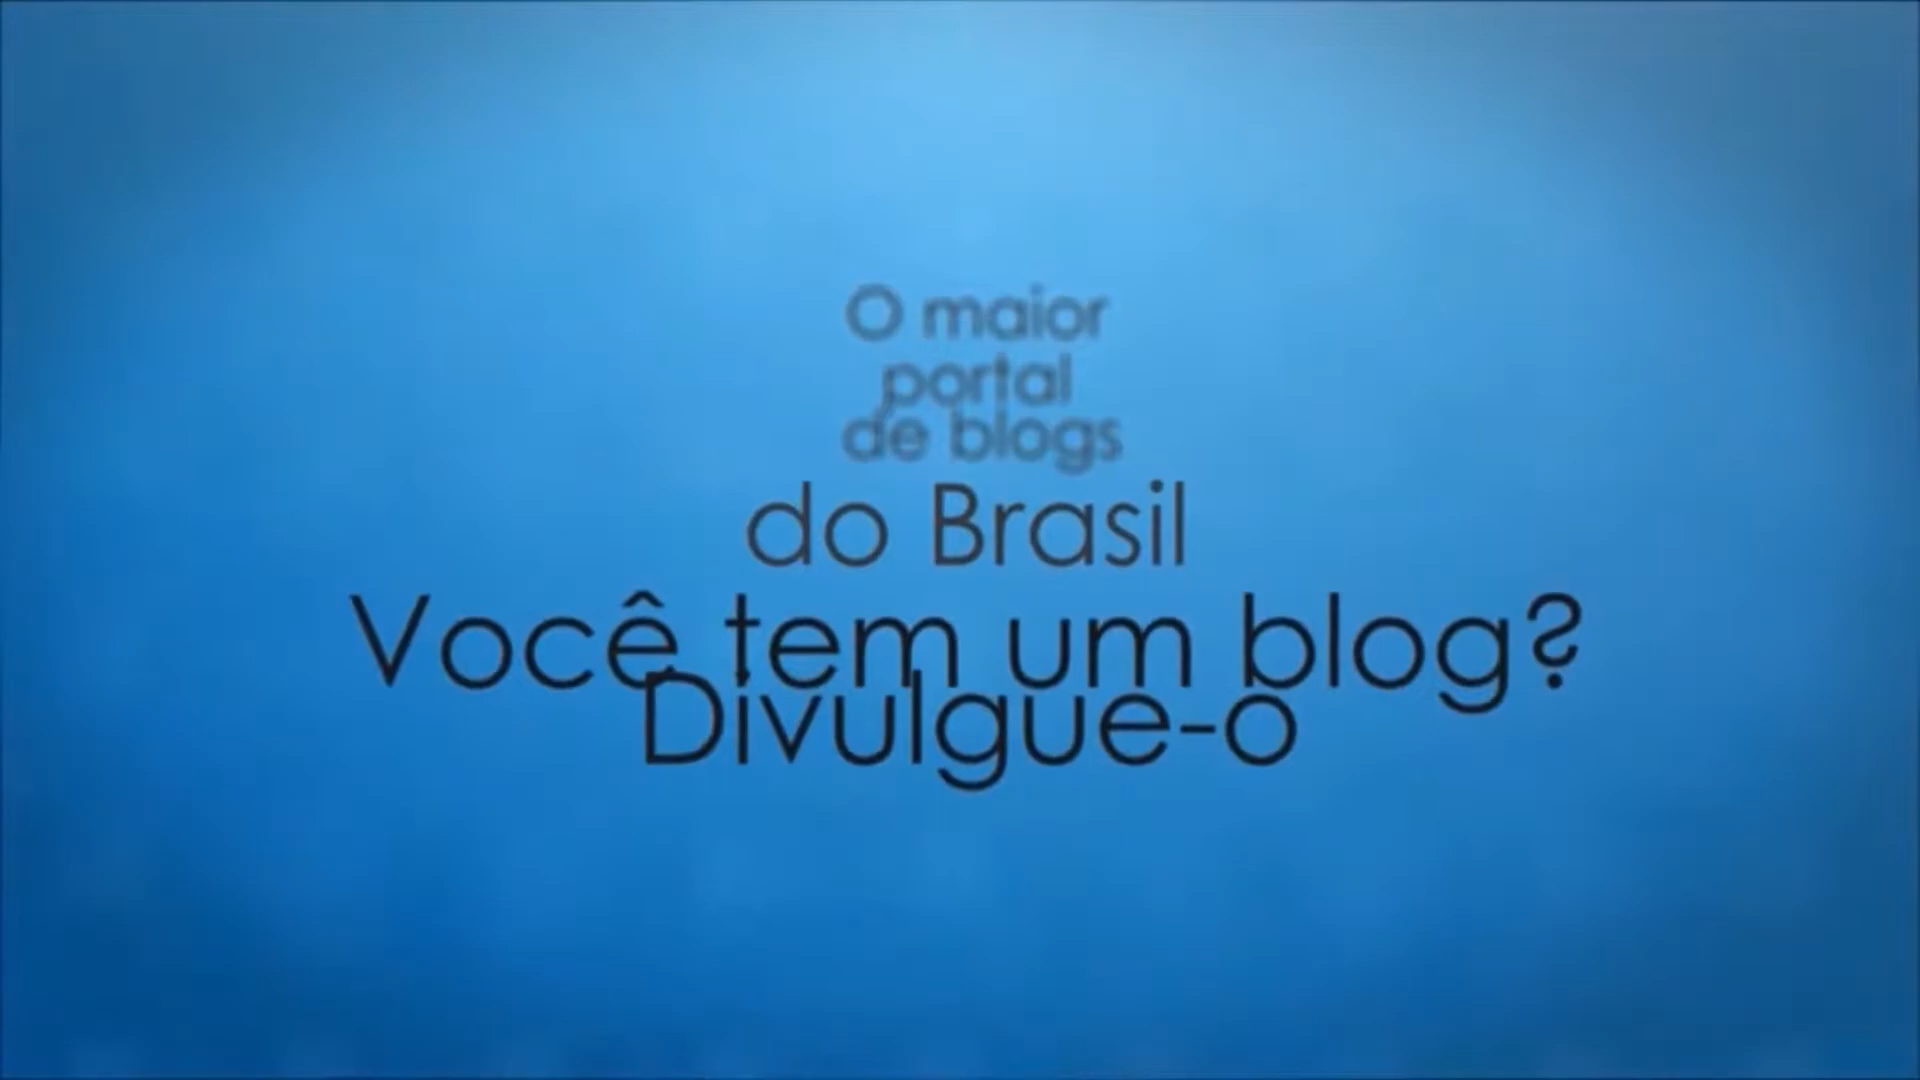 O maior
portal
de blogs
do Brasil
Você tem um blog?
Divulgue-o